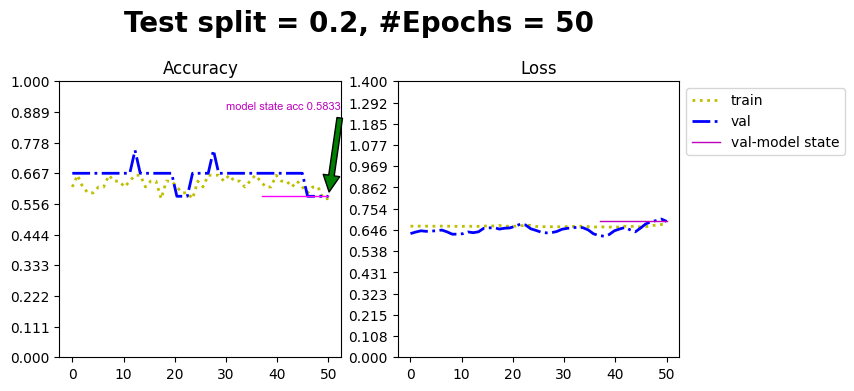 Test split = 0.2, #Epochs = 50
Accuracy
1.000
0.889
0.778
0.667
0.556
0.444
0.333
0.222
0.111
0.000
0 10 20 30 40 50
model state acc 0.5833
Loss
1.400
1.292
1.185
1.077
0.969
0.862
0.754
0.646
0.538
0.431
0.323
0.215
0.108
0.000
0 10 20 30 40 50
train
val
val-model state